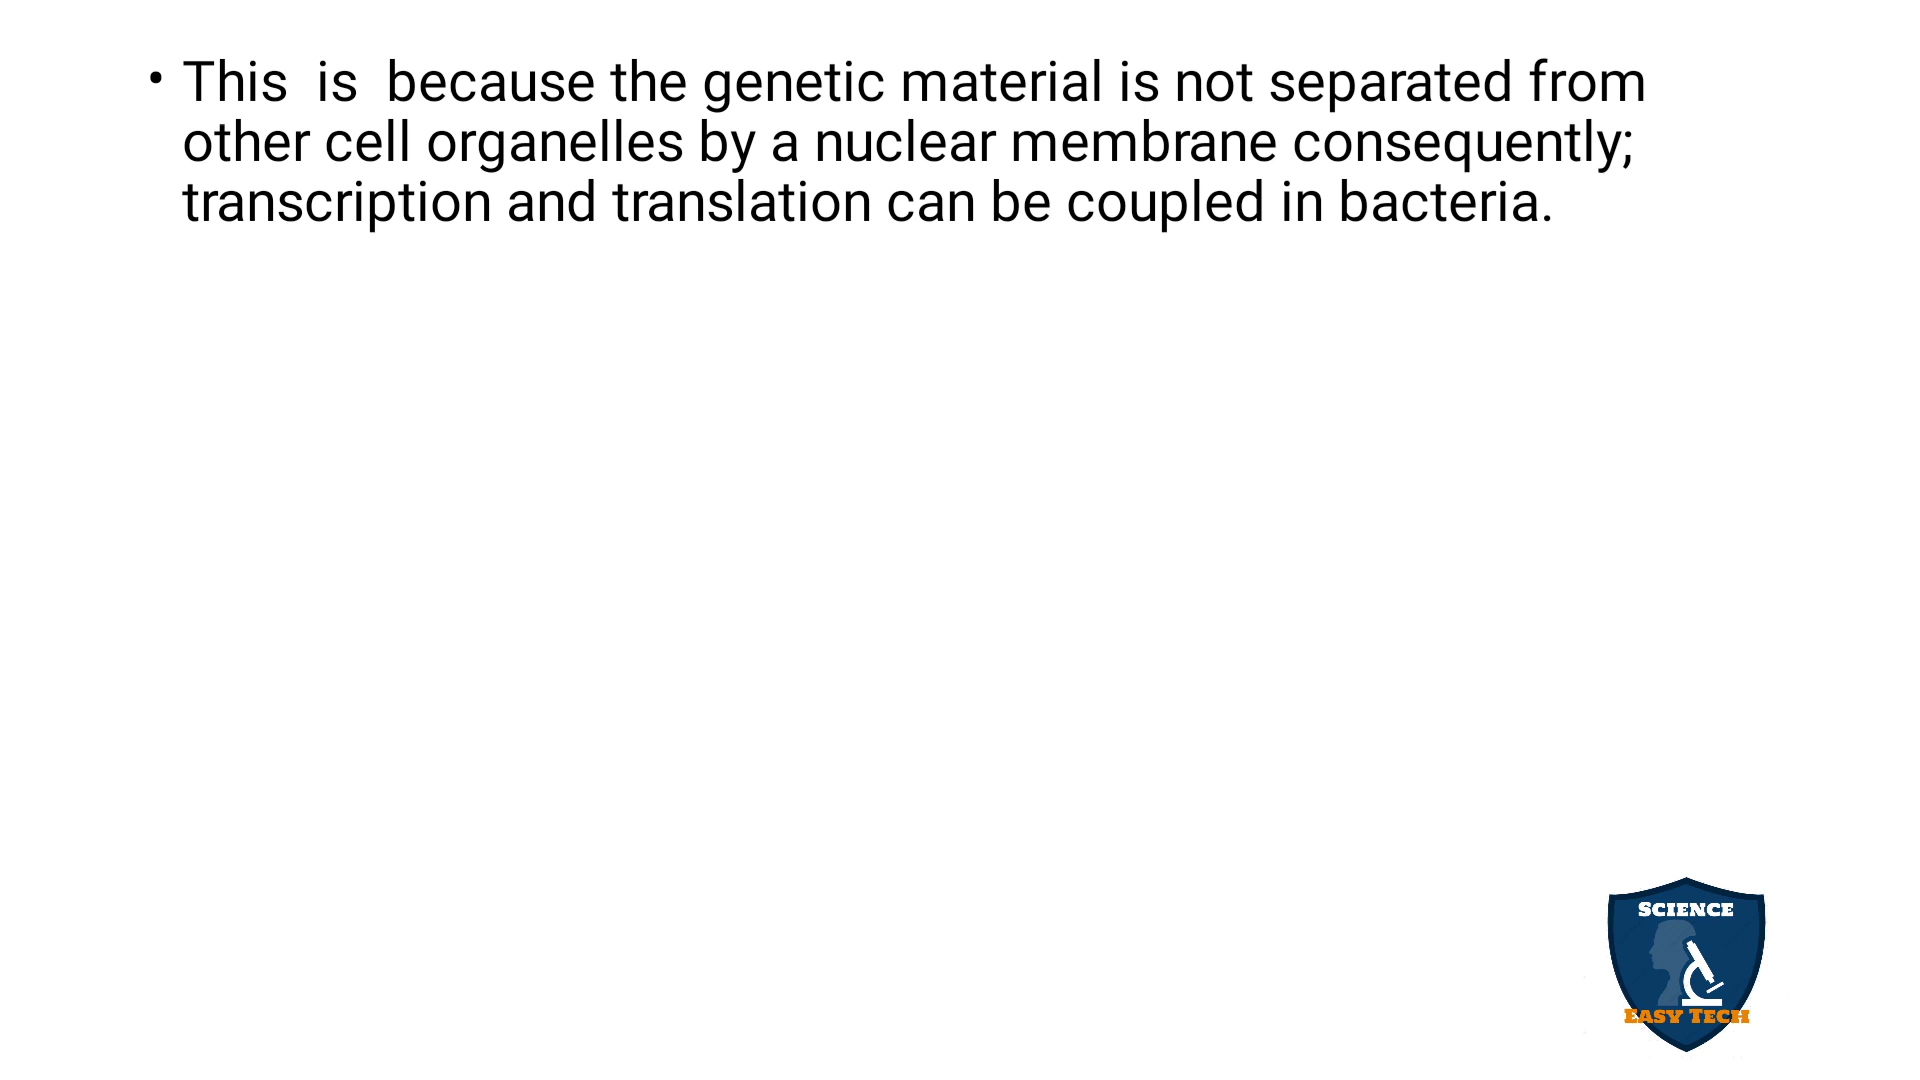 • This is because the genetic material is not separated from
other cell organelles by a nuclear membrane consequently;
transcription and translation can be coupled in bacteria.
SCIENCE
EASY TECH